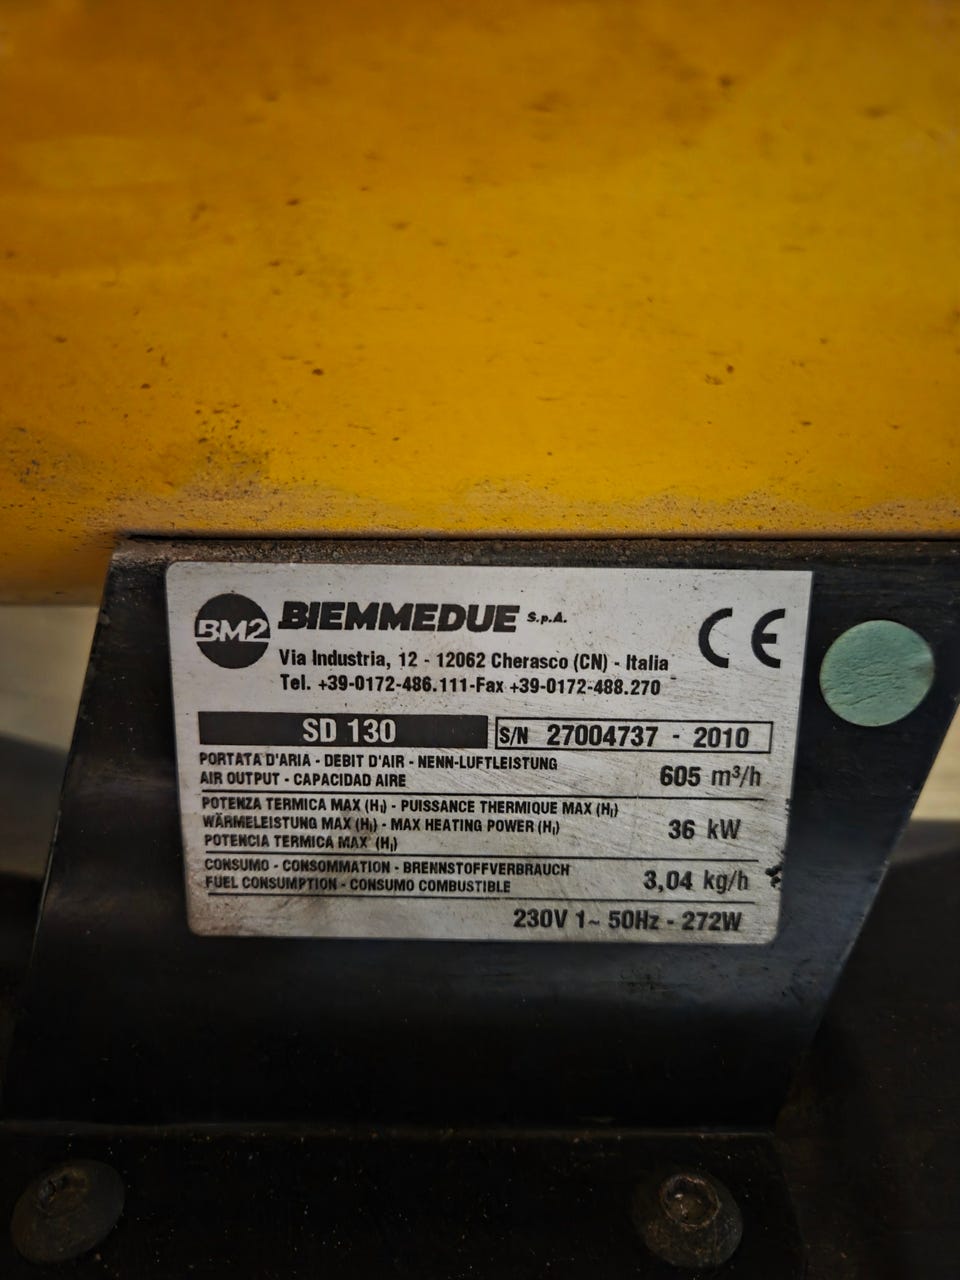 BM2 BIEMMEDUE S.p.A. CE
Via Industria, 12 - 12062 Cherasco (CN) - Italia
Tel. +39-0172-486.111-Fax +39-0172-488.270
SD 130 S/N 27004737 - 2010
PORTATA D'ARIA - DEBIT D'AIR - NENN-LUFTLEISTUNG
AIR OUTPUT - CAPACIDAD AIRE 605 m³/h
POTENZA TERMICA MAX (Hi) - PUISSANCE THERMIQUE MAX (Hi)
WÄRMELEISTUNG MAX (Hi) - MAX HEATING POWER (Hi) 36 kW
POTENCIA TERMICA MAX (Hi)
CONSUMO - CONSOMMATION - BRENNSTOFFVERBRAUCH
FUEL CONSUMPTION - CONSUMO COMBUSTIBLE 3,04 kg/h
230V 1~ 50Hz - 272W